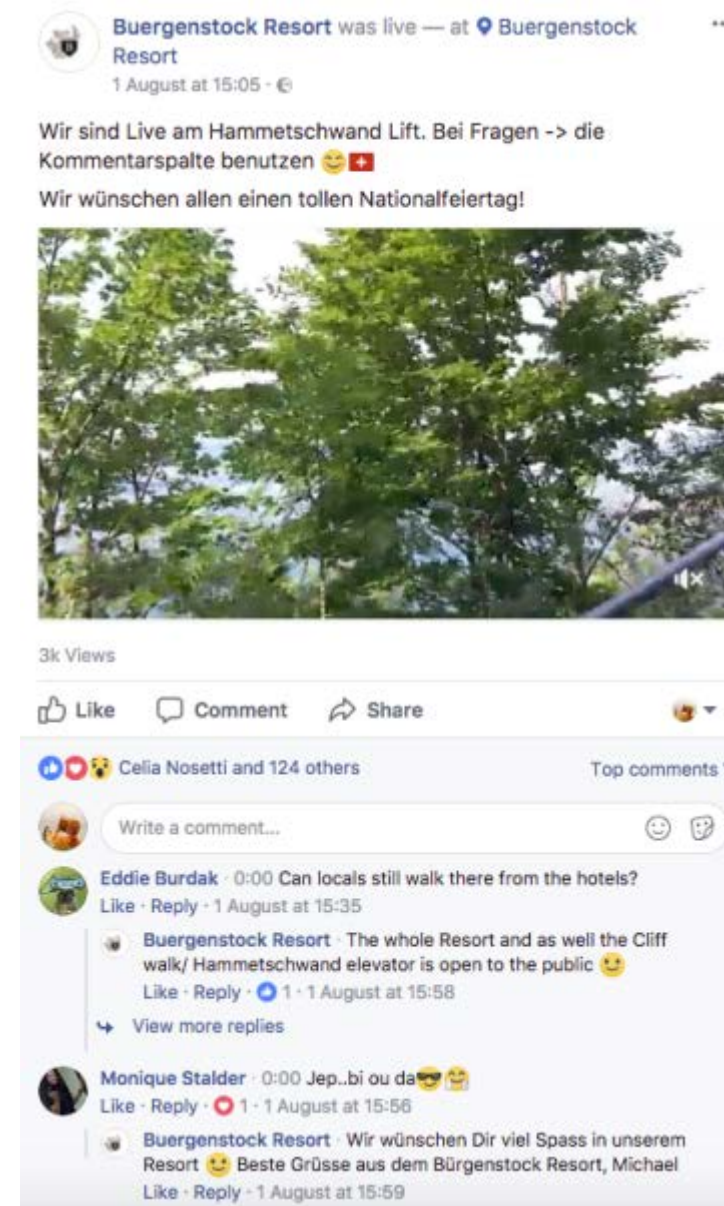 Buergenstock Resort was live — at Buergenstock
Resort
1 August at 15:05 ·
Wir sind Live am Hammetschwand Lift. Bei Fragen -> die
Kommentarspalte benutzen 😊🇨🇭
Wir wünschen allen einen tollen Nationalfeiertag!
3k Views
Like Comment Share
Celia Nosetti and 124 others Top comments
Write a comment...
Eddie Burdak · 0:00 Can locals still walk there from the hotels?
Like · Reply · 1 August at 15:35
Buergenstock Resort · The whole Resort and as well the Cliff
walk/ Hammetschwand elevator is open to the public 😉
Like · Reply · 1 · 1 August at 15:58
View more replies
Monique Stalder · 0:00 Jep..bi ou da😎🤗
Like · Reply · 1 · 1 August at 15:56
Buergenstock Resort · Wir wünschen Dir viel Spass in unserem
Resort 😉 Beste Grüsse aus dem Bürgenstock Resort, Michael
Like · Reply · 1 August at 15:59